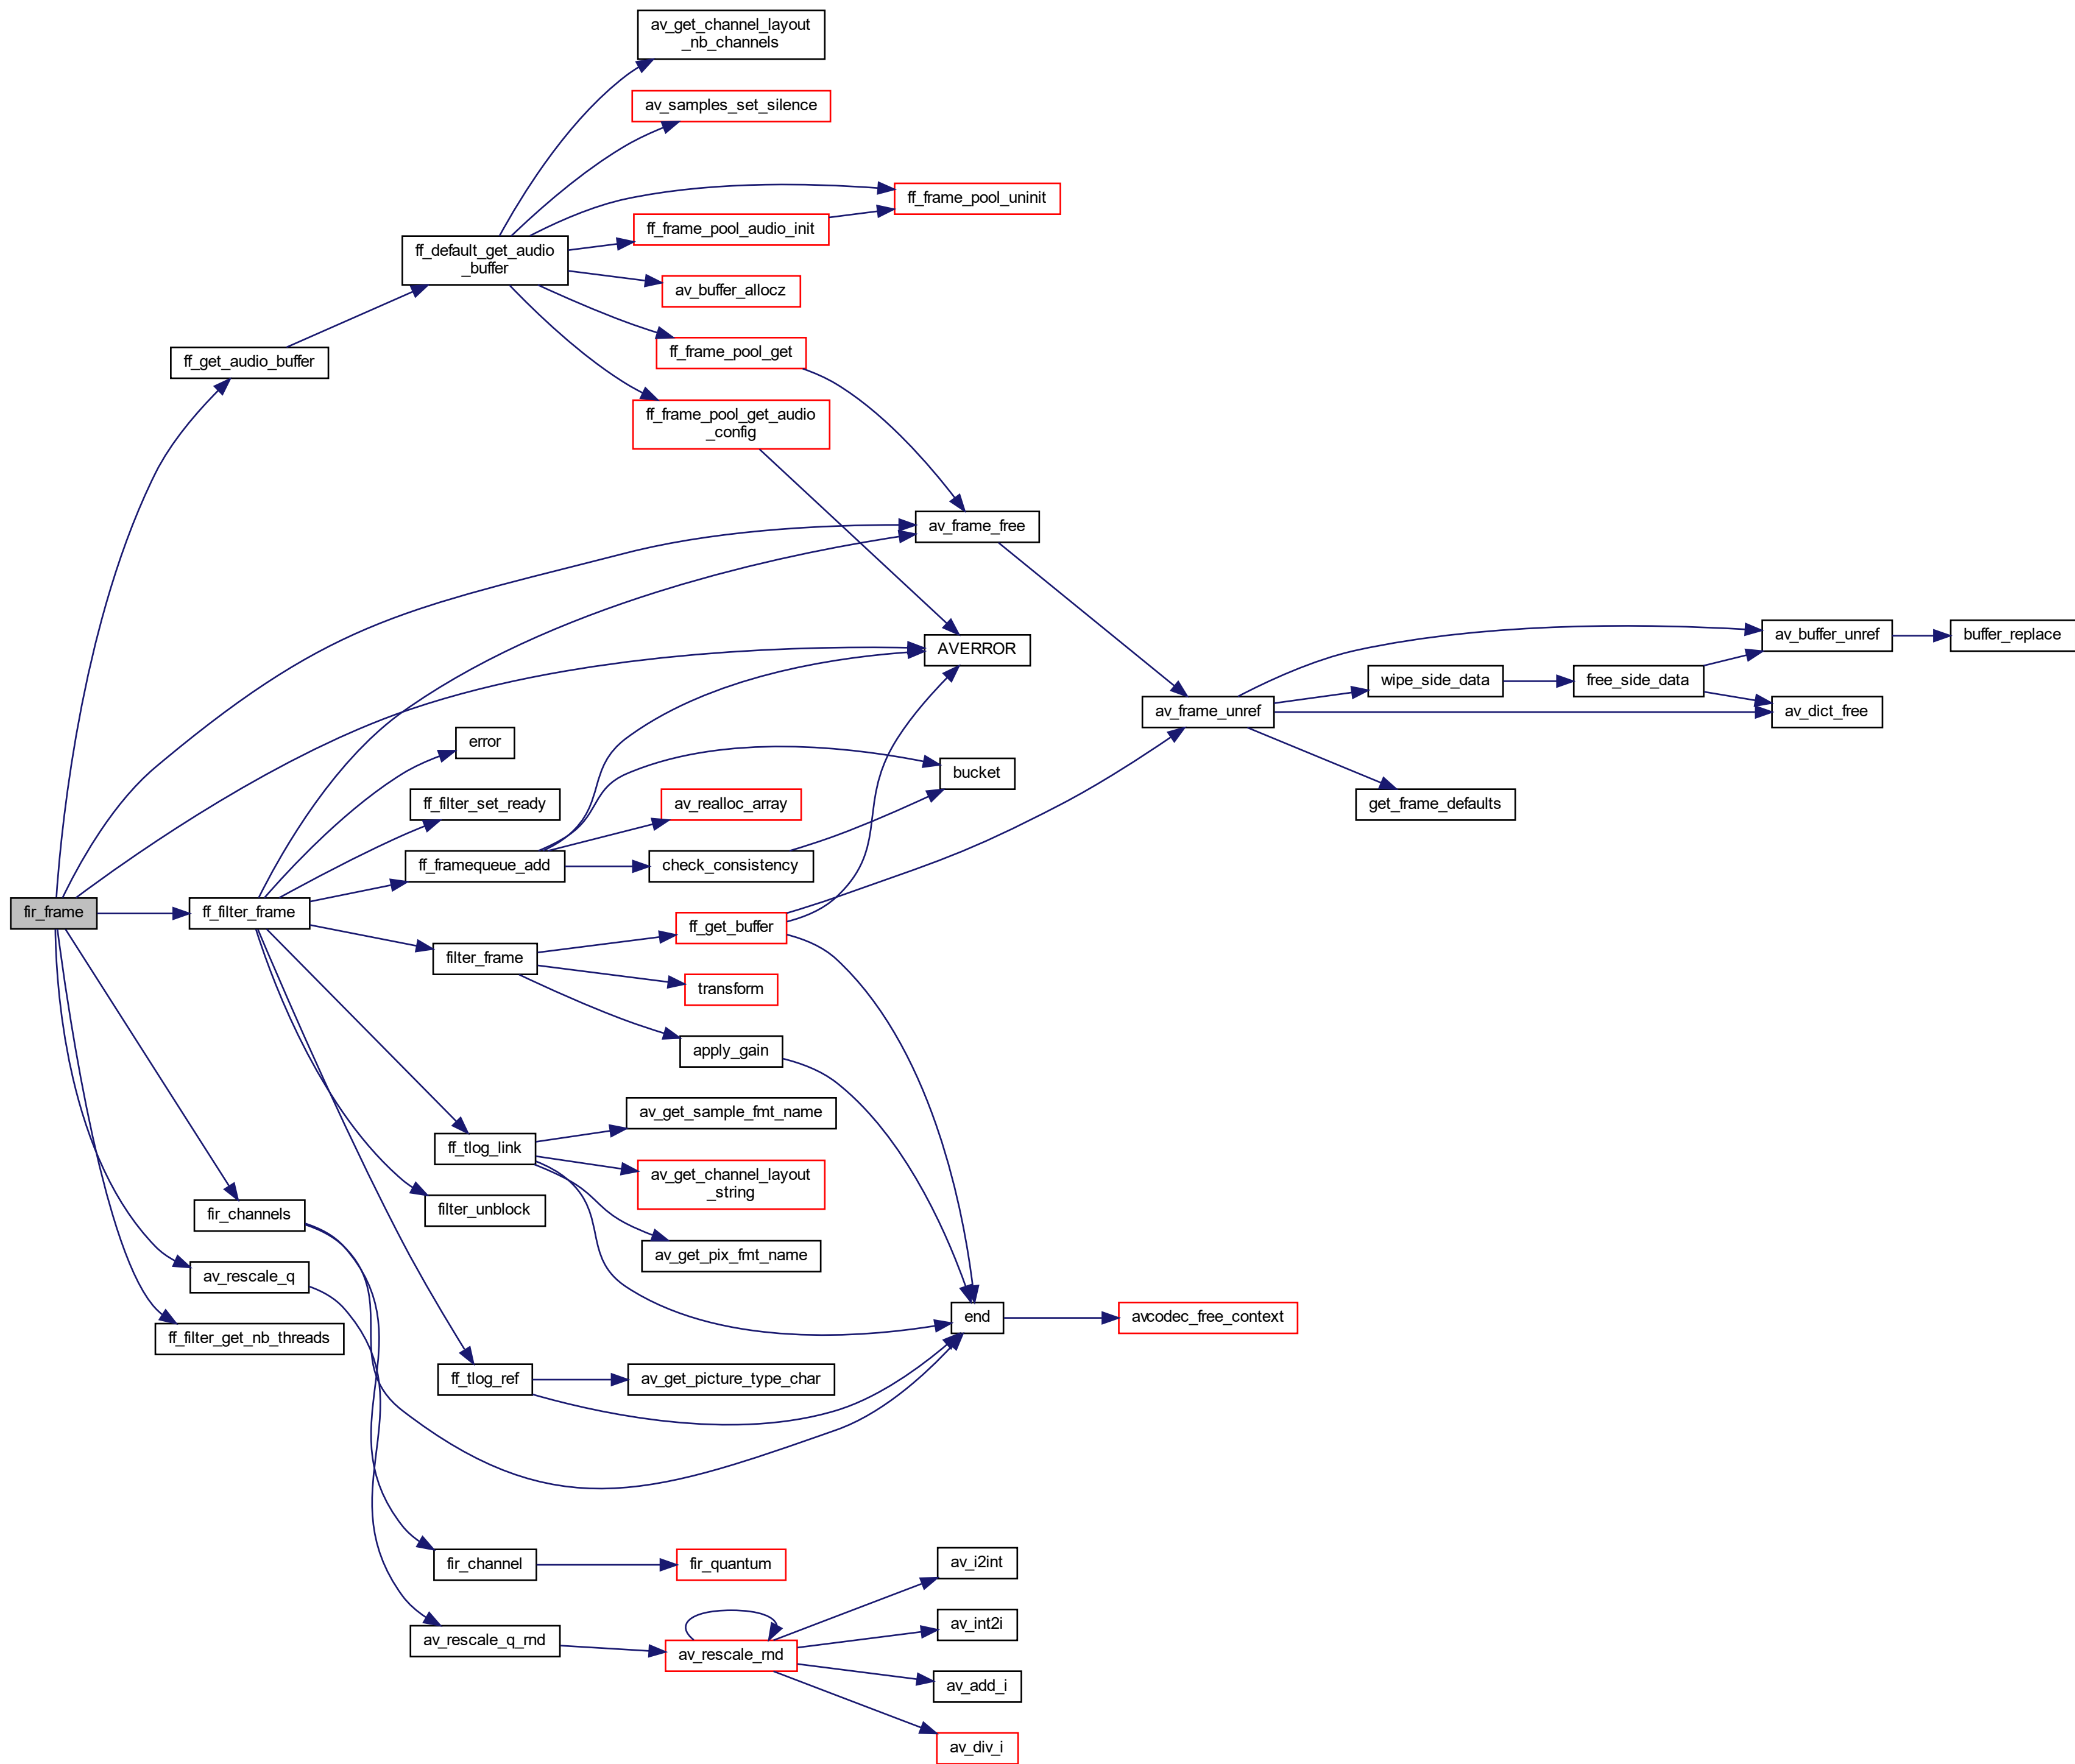 av_get_channel_layout
_nb_channels
av_samples_set_silence
ff_frame_pool_uninit
ff_frame_pool_audio_init
ff_default_get_audio
_buffer
av_buffer_allocz
ff_frame_pool_get
ff_get_audio_buffer
ff_frame_pool_get_audio
_config
av_frame_free
AVERROR
av_buffer_unref
buffer_replace
wipe_side_data
free_side_data
av_frame_unref
av_dict_free
error
bucket
ff_filter_set_ready
av_realloc_array
get_frame_defaults
ff_framequeue_add
check_consistency
fir_frame
ff_filter_frame
ff_get_buffer
filter_frame
transform
apply_gain
av_get_sample_fmt_name
ff_tlog_link
av_get_channel_layout
_string
fir_channels
filter_unblock
av_get_pix_fmt_name
av_rescale_q
end
avcodec_free_context
ff_filter_get_nb_threads
ff_tlog_ref
av_get_picture_type_char
fir_channel
fir_quantum
av_i2int
av_int2i
av_rescale_q_rnd
av_rescale_rnd
av_add_i
av_div_i